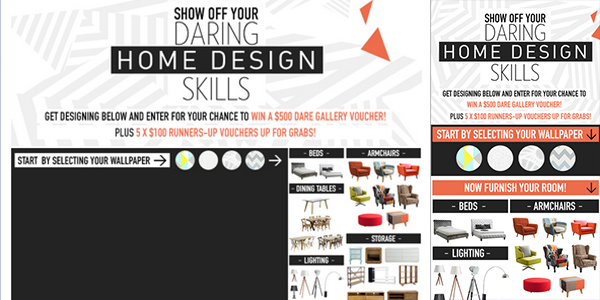 SHOW OFF YOUR
DARING
HOME DESIGN
SKILLS
GET DESIGNING BELOW AND ENTER FOR YOUR CHANCE TO WIN A $500 DARE GALLERY VOUCHER!
PLUS 5 X $100 RUNNERS-UP VOUCHERS UP FOR GRABS!
START BY SELECTING YOUR WALLPAPER
- BEDS -
- ARMCHAIRS -
- DINING TABLES -
- STORAGE -
- LIGHTING -
SHOW OFF YOUR
DARING
HOME DESIGN
SKILLS
GET DESIGNING BELOW AND ENTER FOR YOUR CHANCE TO
WIN A $500 DARE GALLERY VOUCHER!
PLUS 5 X $100 RUNNERS-UP VOUCHERS UP FOR GRABS!
START BY SELECTING YOUR WALLPAPER
NOW FURNISH YOUR ROOM!
- BEDS -
- ARMCHAIRS -
- LIGHTING -